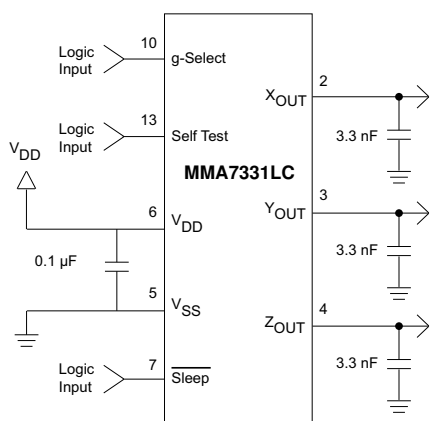 Logic
Input
10
g-Select
2
X_OUT
Logic
Input
13
Self Test
3.3 nF
V_DD
MMA7331LC
3
Y_OUT
6
V_DD
3.3 nF
0.1 µF
5
V_SS
4
Z_OUT
Logic
Input
7
Sleep
3.3 nF